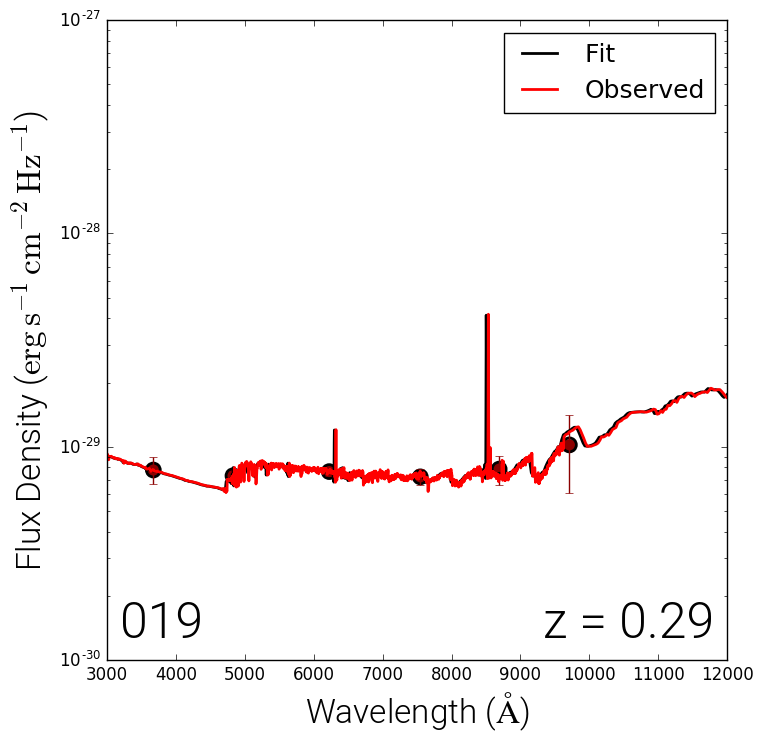 10^-27
Fit
Observed
10^-28
Flux Density (erg s^-1 cm^-2 Hz^-1)
10^-29
019
z = 0.29
10^-30
3000 4000 5000 6000 7000 8000 9000 10000 11000 12000
Wavelength (Å)